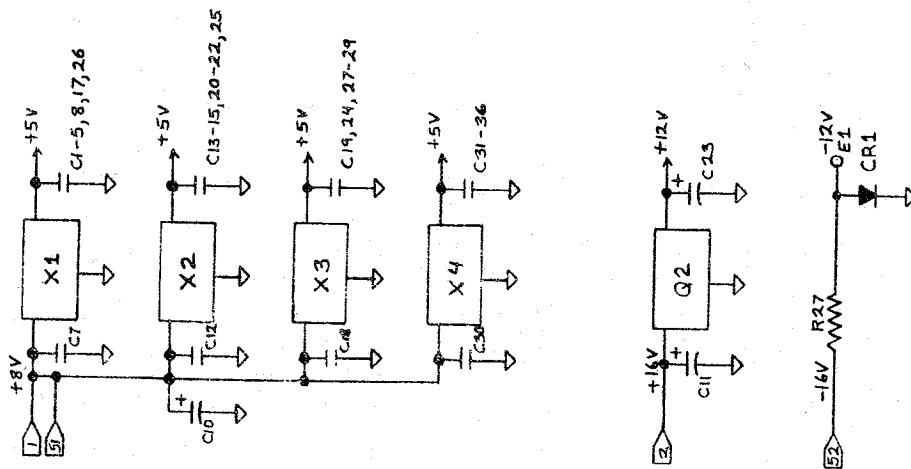 +8V
1
51
C7
X1
+5V
C1-5, 8, 17, 26
+
C10
C12
X2
+5V
C13-15, 20-22, 25
C18
X3
+5V
C19, 24, 27-29
C30
X4
+5V
C31-36
2
+16V
+
C11
Q2
+12V
+
C23
52
-16V
R27
-12V
E1
CR1